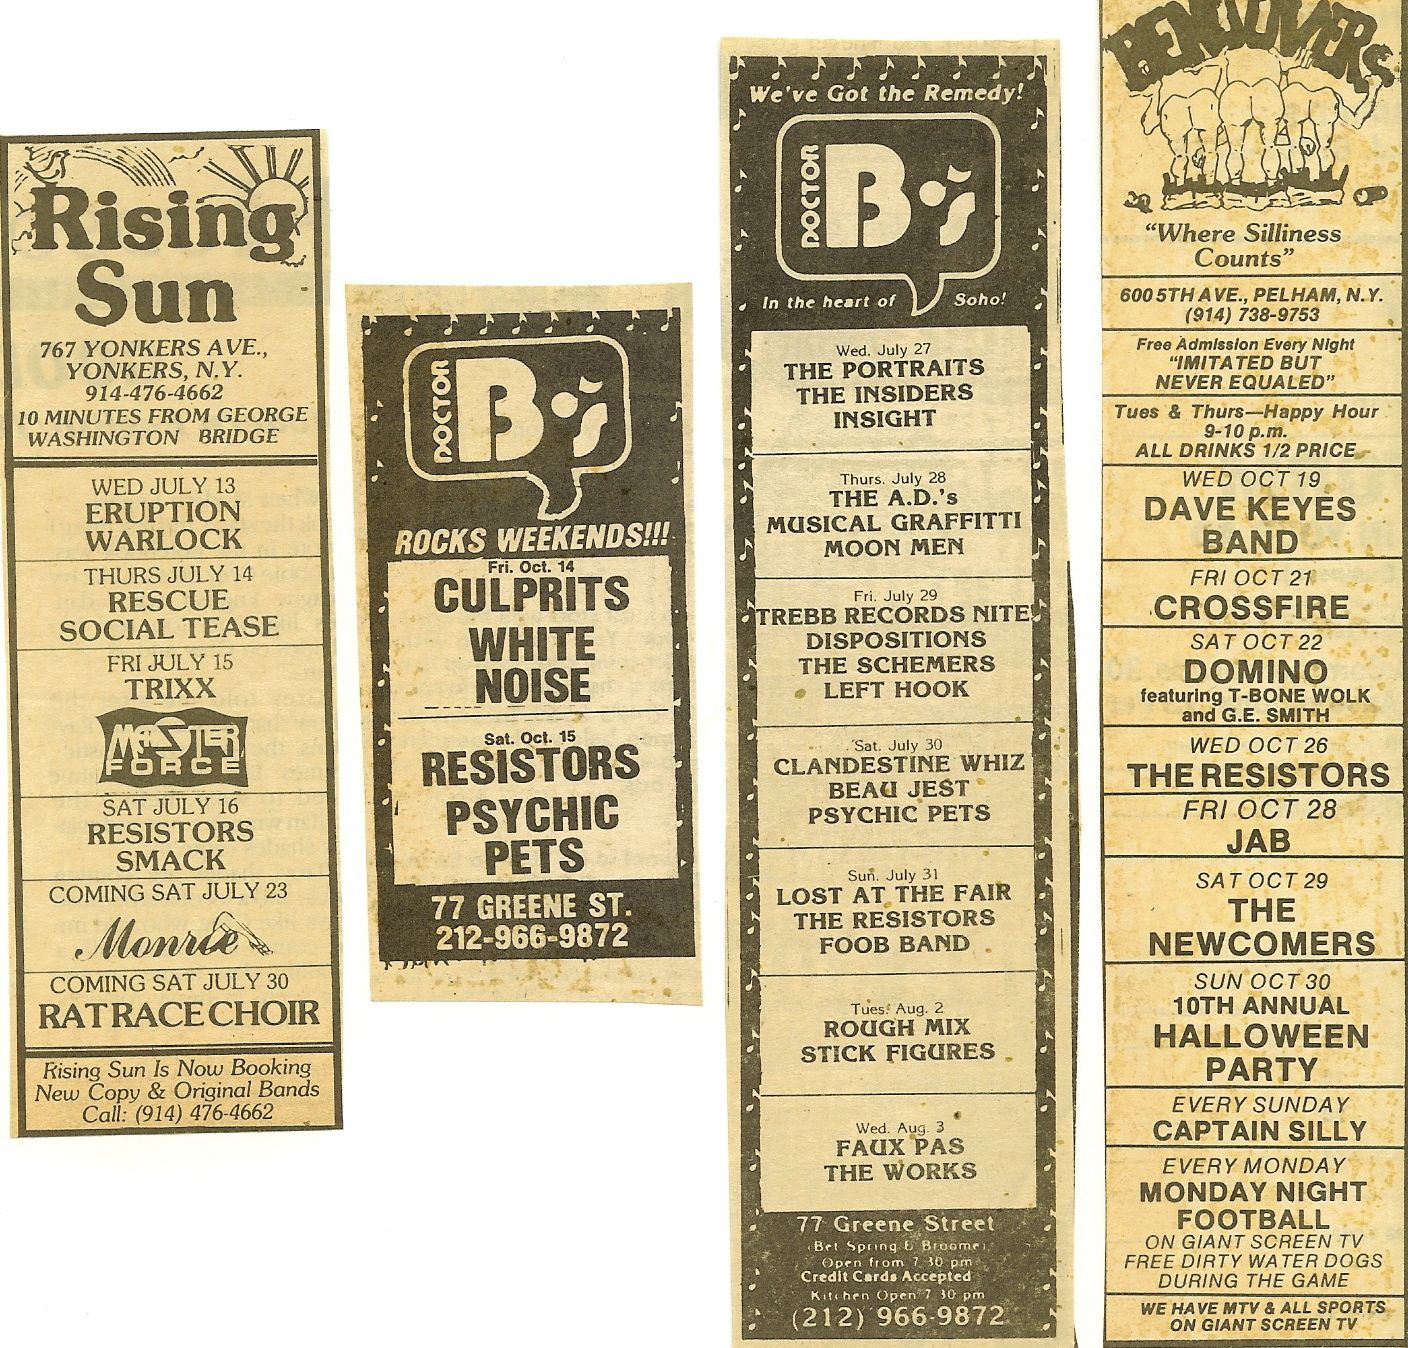 Rising
Sun
767 YONKERS AVE.,
YONKERS, N.Y.
914-476-4662
10 MINUTES FROM GEORGE
WASHINGTON BRIDGE
WED JULY 13
ERUPTION
WARLOCK
THURS JULY 14
RESCUE
SOCIAL TEASE
FRI JULY 15
TRIXX
MASTER
FORCE
SAT JULY 16
RESISTORS
SMACK
COMING SAT JULY 23
Monroe
COMING SAT JULY 30
RAT RACE CHOIR
Rising Sun Is Now Booking
New Copy & Original Bands
Call: (914) 476-4662
DOCTOR
B's
ROCKS WEEKENDS!!!
Fri. Oct. 14
CULPRITS
WHITE
NOISE
Sat. Oct. 15
RESISTORS
PSYCHIC
PETS
77 GREENE ST.
212-966-9872
We've Got the Remedy!
DOCTOR
B's
In the heart of Soho!
Wed. July 27
THE PORTRAITS
THE INSIDERS
INSIGHT
Thurs. July 28
THE A.D.'s
MUSICAL GRAFFITTI
MOON MEN
Fri. July 29
TREBB RECORDS NITE!
DISPOSITIONS
THE SCHEMERS
LEFT HOOK
Sat. July 30
CLANDESTINE WHIZ
BEAU JEST
PSYCHIC PETS
Sun. July 31
LOST AT THE FAIR
THE RESISTORS
FOOB BAND
Tues. Aug. 2
ROUGH MIX
STICK FIGURES
Wed. Aug. 3
FAUX PAS
THE WORKS
77 Greene Street
(Bet Spring & Broome)
Open from 7 30 pm
Credit Cards Accepted
Kitchen Open 7 30 pm
(212) 966-9872
BENDOVERS
"Where Silliness
Counts"
600 5TH AVE., PELHAM, N.Y.
(914) 738-9753
Free Admission Every Night
"IMITATED BUT
NEVER EQUALED"
Tues & Thurs—Happy Hour
9-10 p.m.
ALL DRINKS 1/2 PRICE
WED OCT 19
DAVE KEYES
BAND
FRI OCT 21
CROSSFIRE
SAT OCT 22
DOMINO
featuring T-BONE WOLK
and G.E. SMITH
WED OCT 26
THE RESISTORS
FRI OCT 28
JAB
SAT OCT 29
THE
NEWCOMERS
SUN OCT 30
10TH ANNUAL
HALLOWEEN
PARTY
EVERY SUNDAY
CAPTAIN SILLY
EVERY MONDAY
MONDAY NIGHT
FOOTBALL
ON GIANT SCREEN TV
FREE DIRTY WATER DOGS
DURING THE GAME
WE HAVE MTV & ALL SPORTS
ON GIANT SCREEN TV